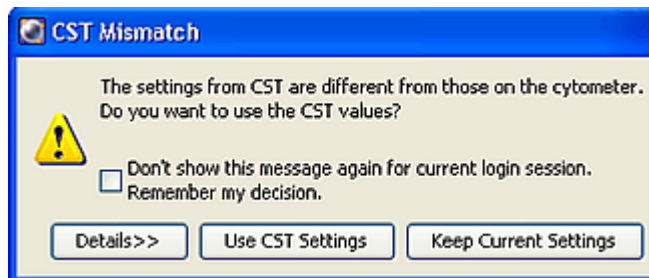 CST Mismatch
The settings from CST are different from those on the cytometer.
Do you want to use the CST values?
Don't show this message again for current login session.
Remember my decision.
Details>> Use CST Settings Keep Current Settings